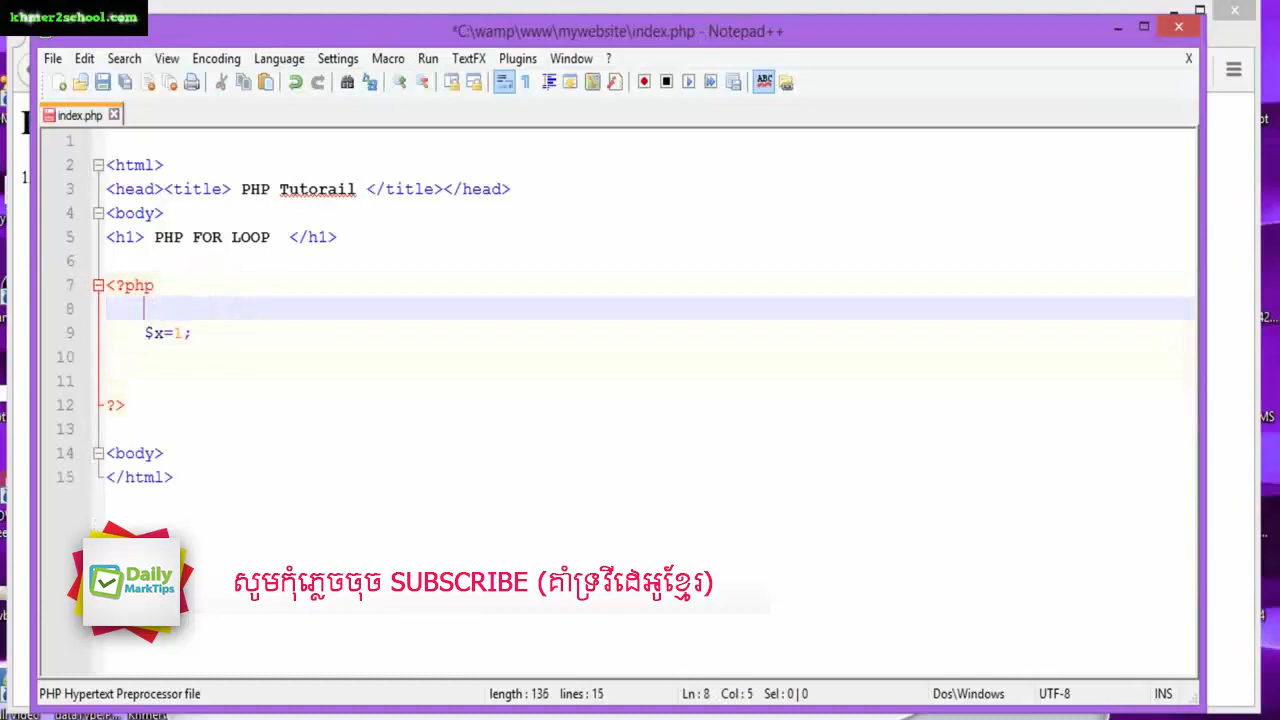 khmer2school.com
*C:\wamp\www\mywebsite\index.php - Notepad++
File Edit Search View Encoding Language Settings Macro Run TextFX Plugins Window ? X
index.php
1
2 <html>
3 <head><title> PHP Tutorail </title></head>
4 <body>
5 <h1> PHP FOR LOOP </h1>
6
7 <?php
8
9 $x=1;
10
11
12 ?>
13
14 <body>
15 </html>
Daily
MarkTips
សូមកុំភ្លេចចុច SUBSCRIBE (គាំទ្រវីដេអូខ្មែរ)
PHP Hypertext Preprocessor file length : 136 lines : 15 Ln : 8 Col : 5 Sel : 0 | 0 Dos\Windows UTF-8 INS